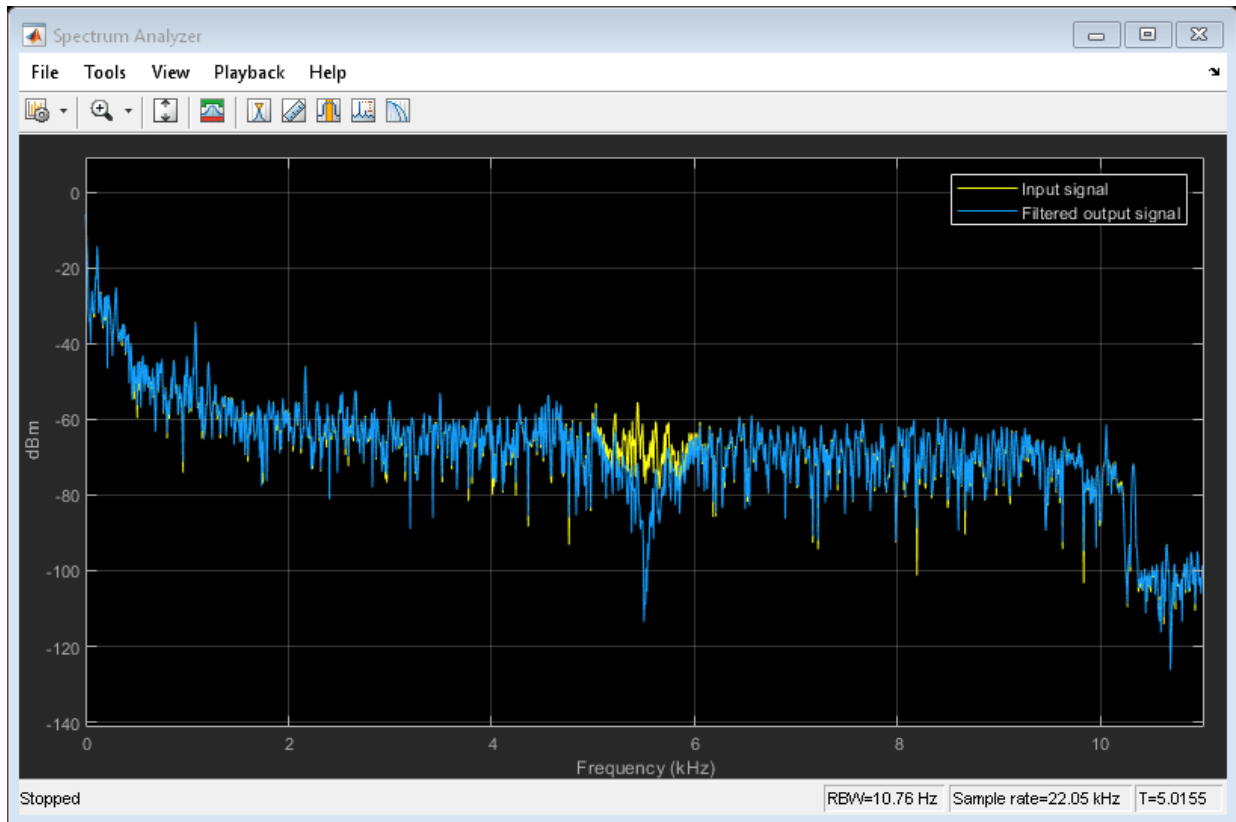 Spectrum Analyzer
File Tools View Playback Help
Input signal
Filtered output signal
0
-20
-40
-60
-80
-100
-120
-140
dBm
0 2 4 6 8 10
Frequency (kHz)
Stopped RBW=10.76 Hz Sample rate=22.05 kHz T=5.0155